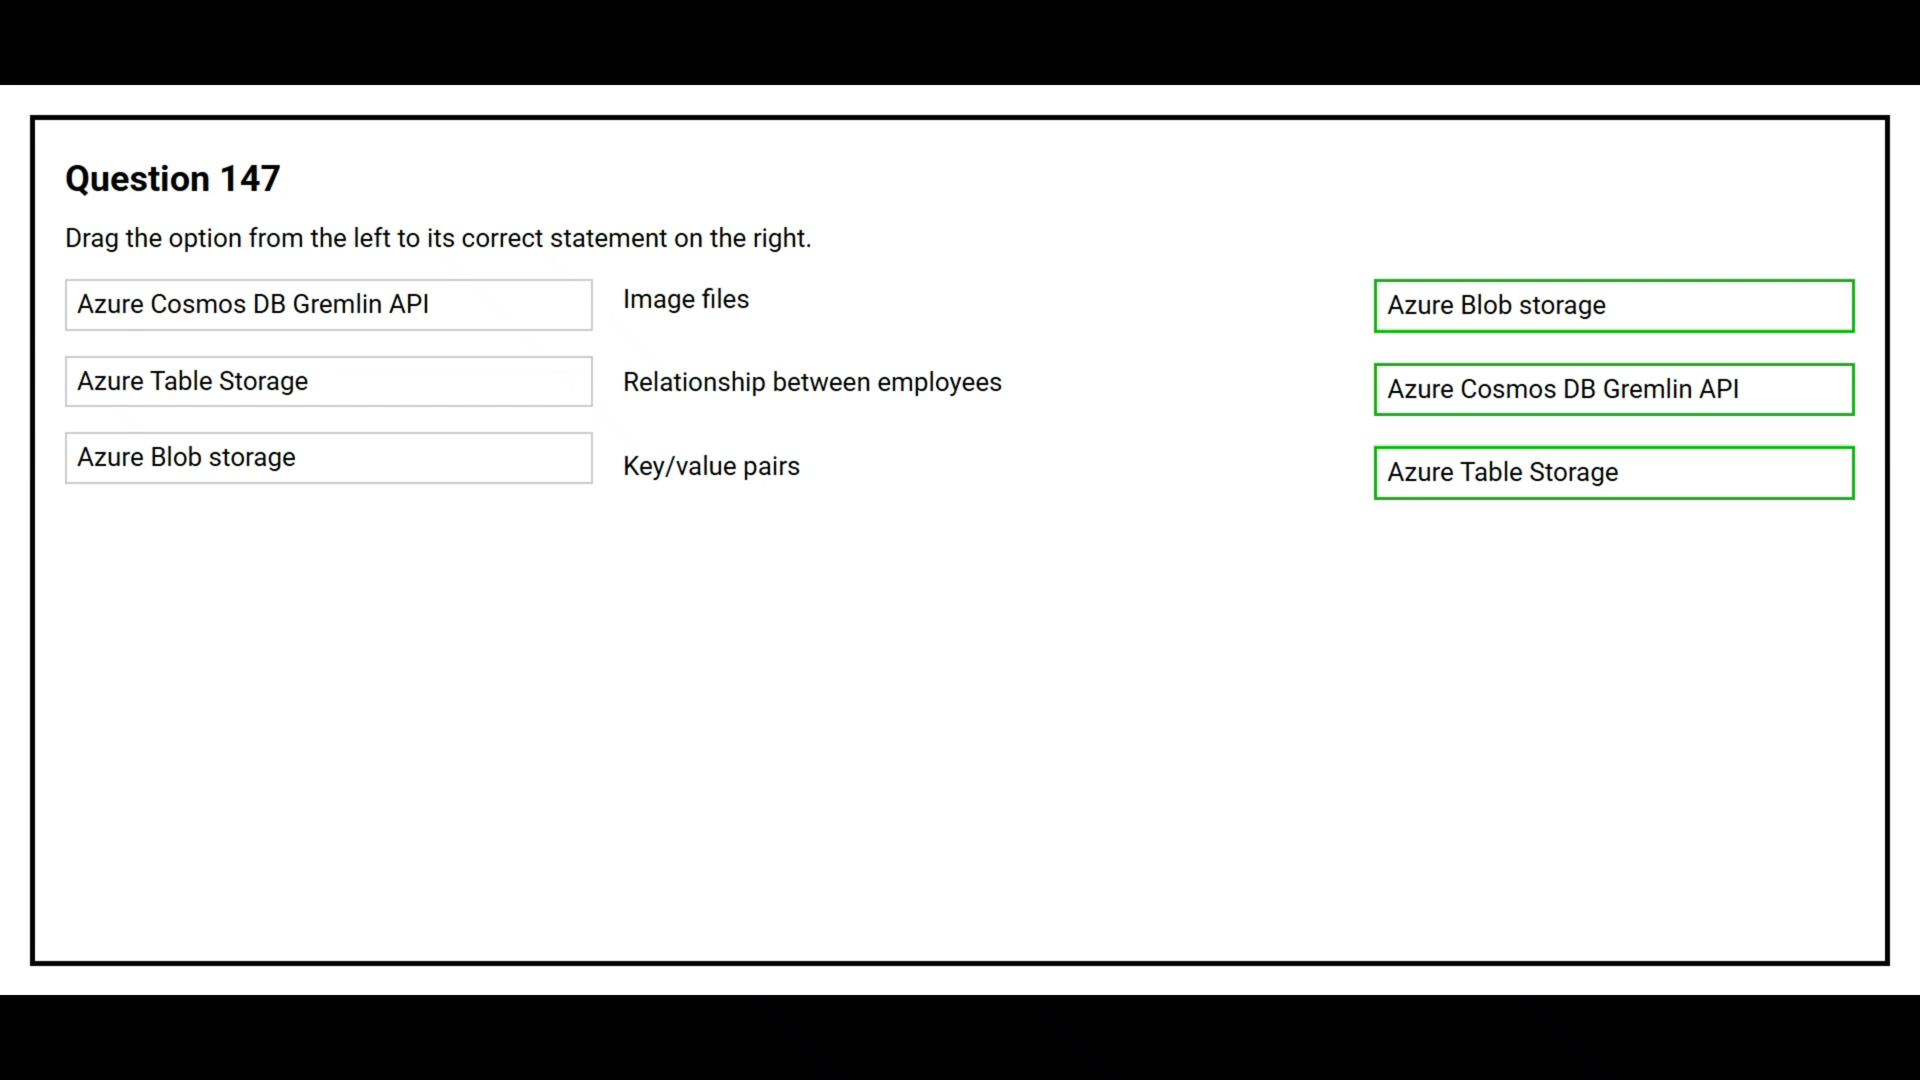 Question 147
Drag the option from the left to its correct statement on the right.
Azure Cosmos DB Gremlin API
Image files
Azure Blob storage
Azure Table Storage
Relationship between employees
Azure Cosmos DB Gremlin API
Azure Blob storage
Key/value pairs
Azure Table Storage